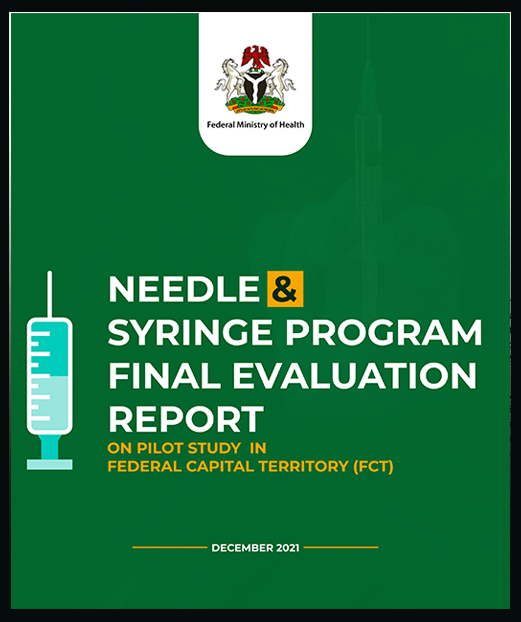 Federal Ministry of Health
NEEDLE &
SYRINGE PROGRAM
FINAL EVALUATION
REPORT
ON PILOT STUDY IN
FEDERAL CAPITAL TERRITORY (FCT)
DECEMBER 2021